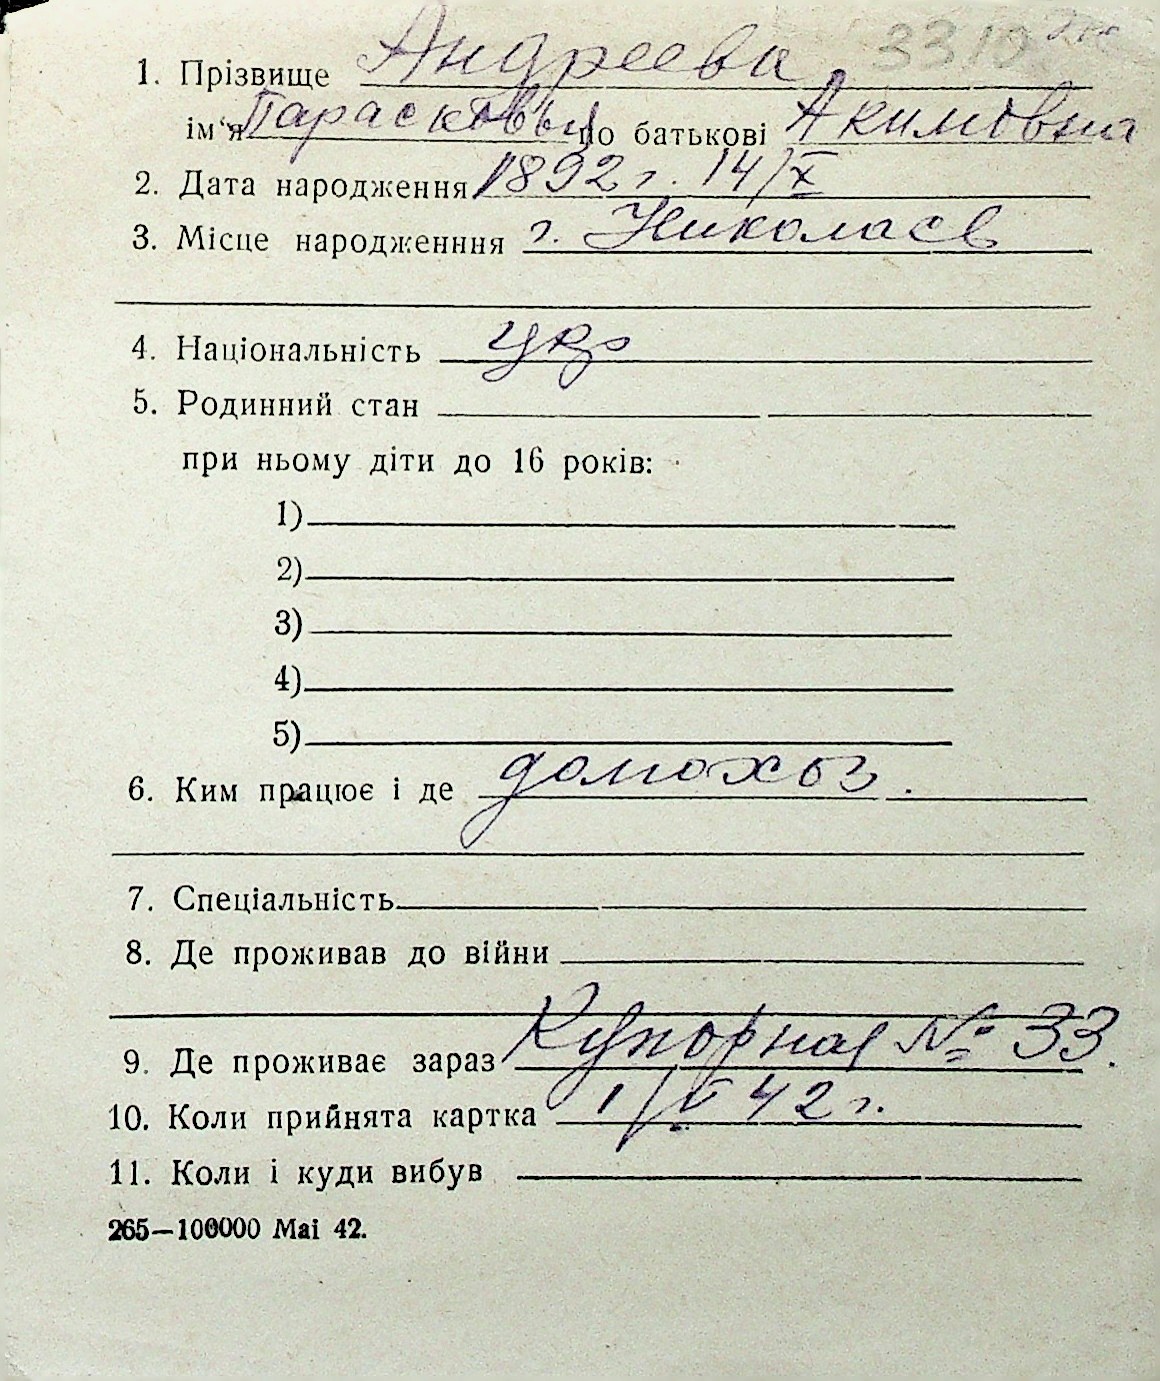 3310
1. Прізвище Андреева
ім'я Парасковья по батькові Акимовна
2. Дата народження 1892 г. 14/X
3. Місце народженння г. Николаев
4. Національність укр
5. Родинний стан
при ньому діти до 16 років:
1)
2)
3)
4)
5)
6. Ким працює і де домохоз.
7. Спеціальність
8. Де проживав до війни
9. Де проживає зараз Купорная № 33.
10. Коли прийнята картка 42 г.
11. Коли і куди вибув
265—100000 Mai 42.